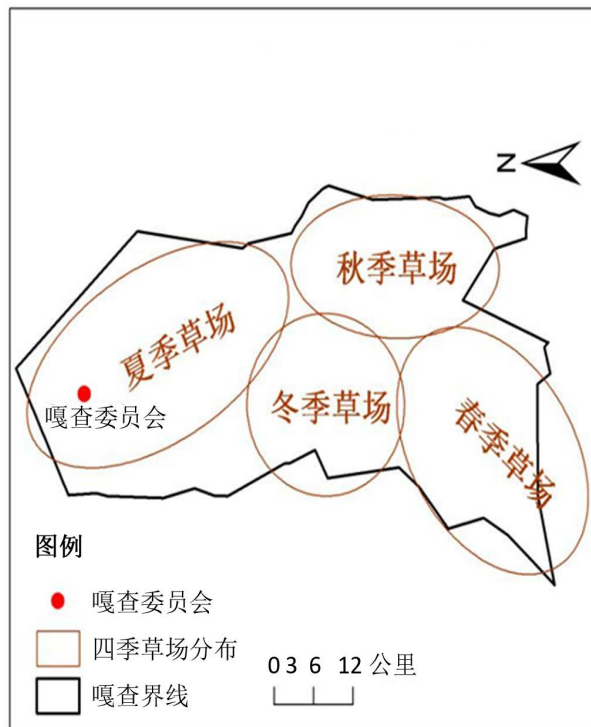 N
秋季草场
夏季草场
冬季草场
春季草场
嘎查委员会
图例
嘎查委员会
四季草场分布
嘎查界线
0 3 6 12 公里